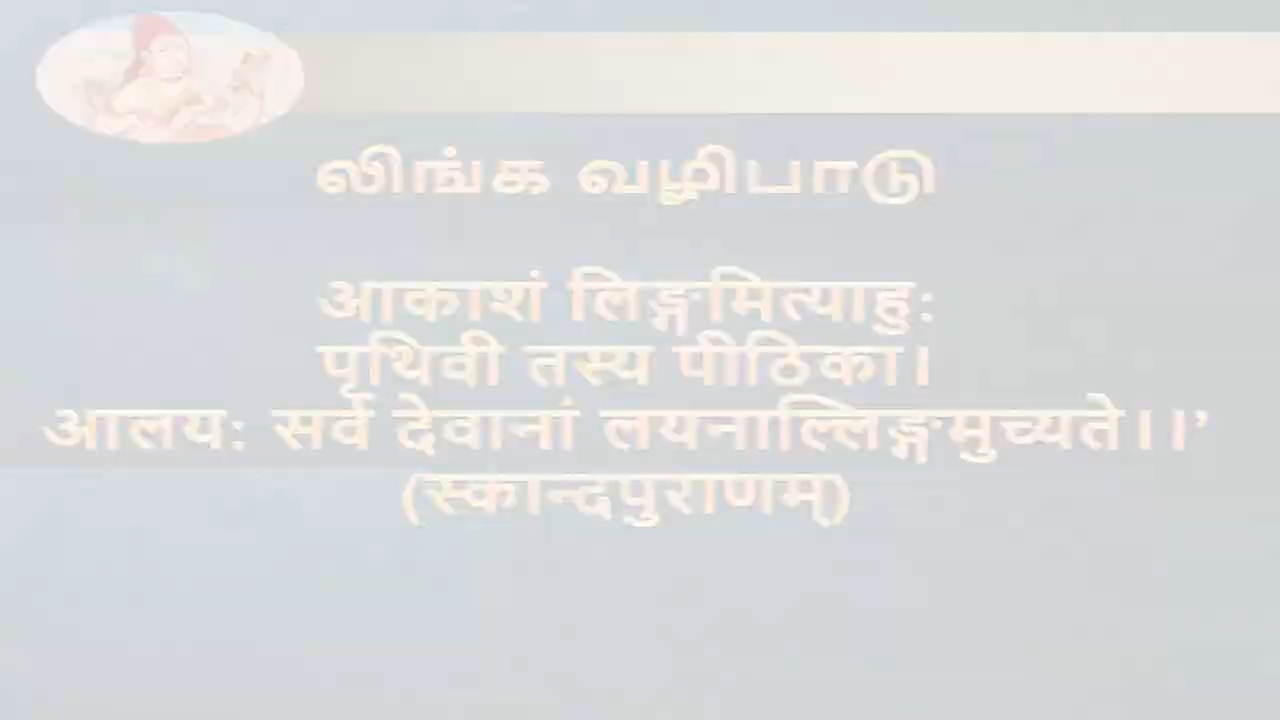 லிங்க வழிபாடு
आकाशं लिङ्गमित्याहुः
पृथिवी तस्य पीठिका।
आलयः सर्व देवानां लयनाल्लिङ्गमुच्यते।।’
(स्कान्दपुराणम्)